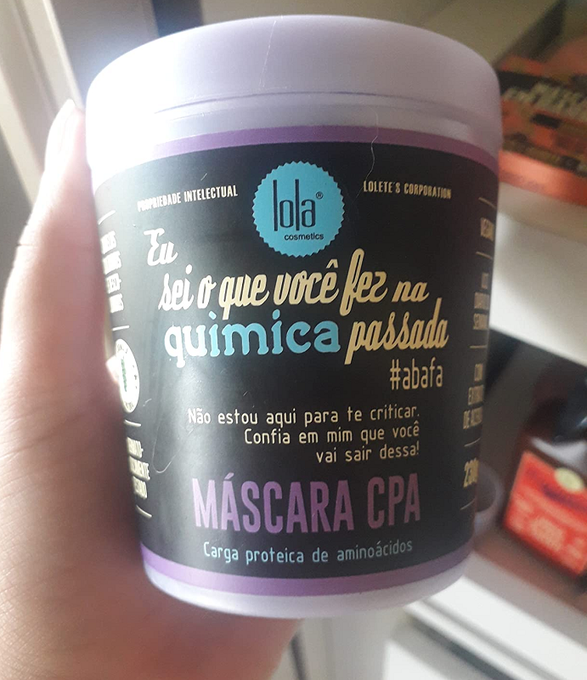 PROPRIEDADE INTELECTUAL
lola®
cosmetics
LOLETE'S CORPORATION
Eu
sei o que você fez na
química passada
#abafa
Não estou aqui para te criticar.
Confia em mim que você
vai sair dessa!
MÁSCARA CPA
Carga proteica de aminoácidos
230g